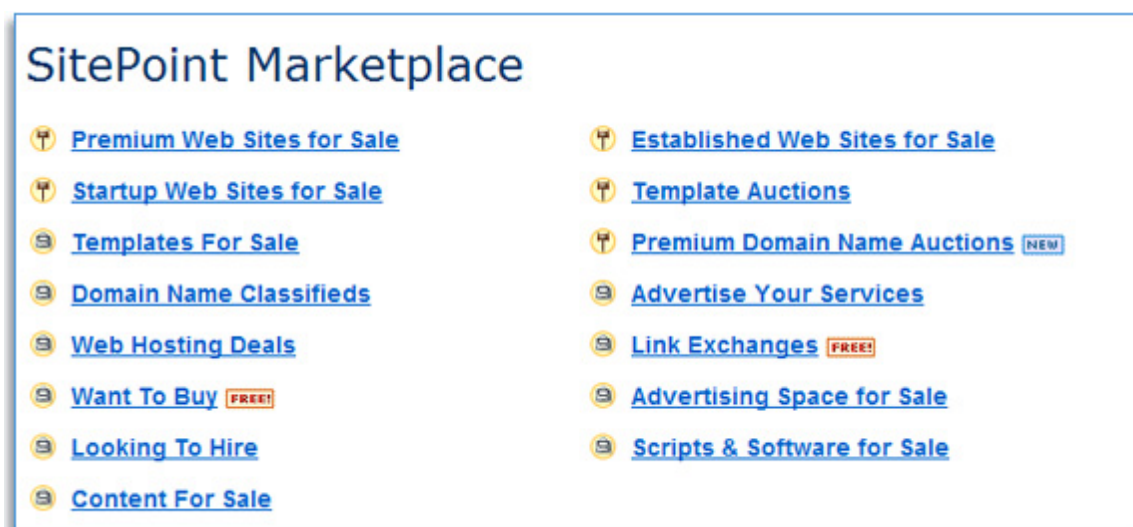 SitePoint Marketplace
Premium Web Sites for Sale
Startup Web Sites for Sale
Templates For Sale
Domain Name Classifieds
Web Hosting Deals
Want To Buy FREE!
Looking To Hire
Content For Sale
Established Web Sites for Sale
Template Auctions
Premium Domain Name Auctions NEW
Advertise Your Services
Link Exchanges FREE!
Advertising Space for Sale
Scripts & Software for Sale